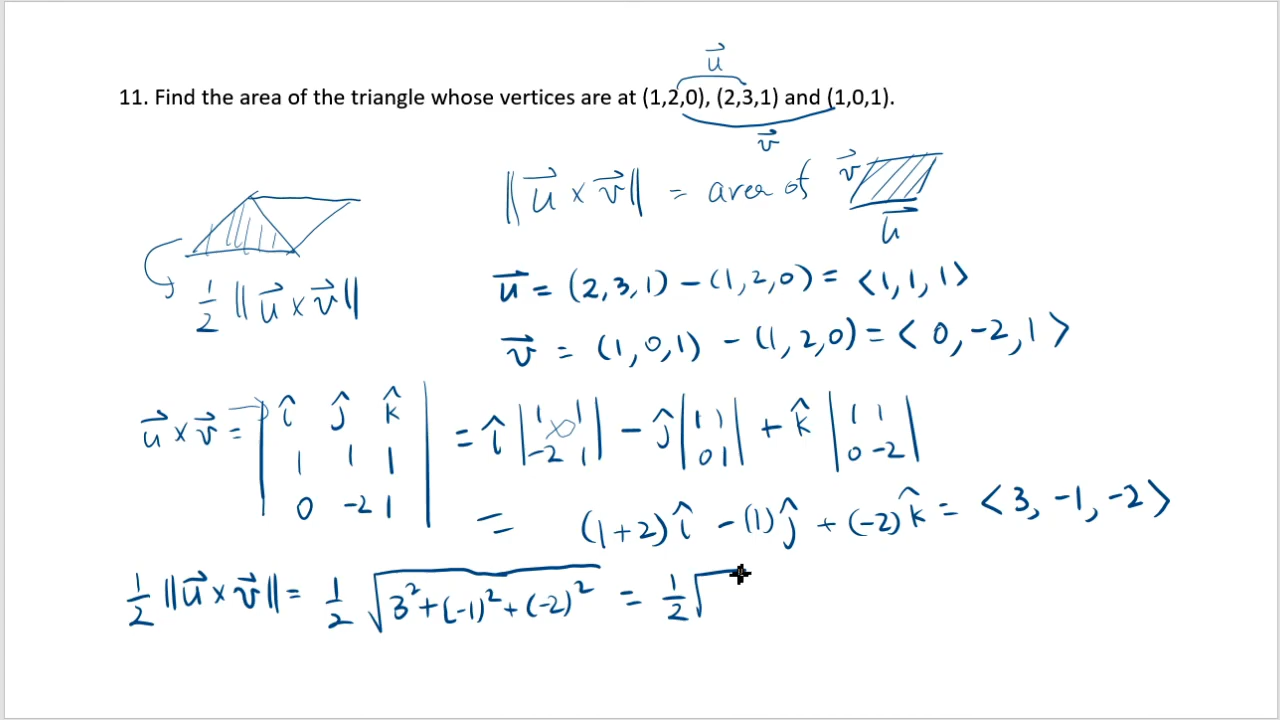 u⃗
11. Find the area of the triangle whose vertices are at (1,2,0), (2,3,1) and (1,0,1).
v⃗
‖u⃗ × v⃗‖ = area of v⃗
u⃗
1/2 ‖u⃗ × v⃗‖
u⃗ = (2,3,1) − (1,2,0) = <1,1,1>
v⃗ = (1,0,1) − (1,2,0) = <0,−2,1>
u⃗ × v⃗ = |î ĵ k̂; 1 1 1; 0 −2 1| = î |1 1; −2 1| − ĵ |1 1; 0 1| + k̂ |1 1; 0 −2|
= (1+2)î − (1)ĵ + (−2)k̂ = <3, −1, −2>
1/2 ‖u⃗ × v⃗‖ = 1/2 √(3² + (−1)² + (−2)²) = 1/2 √